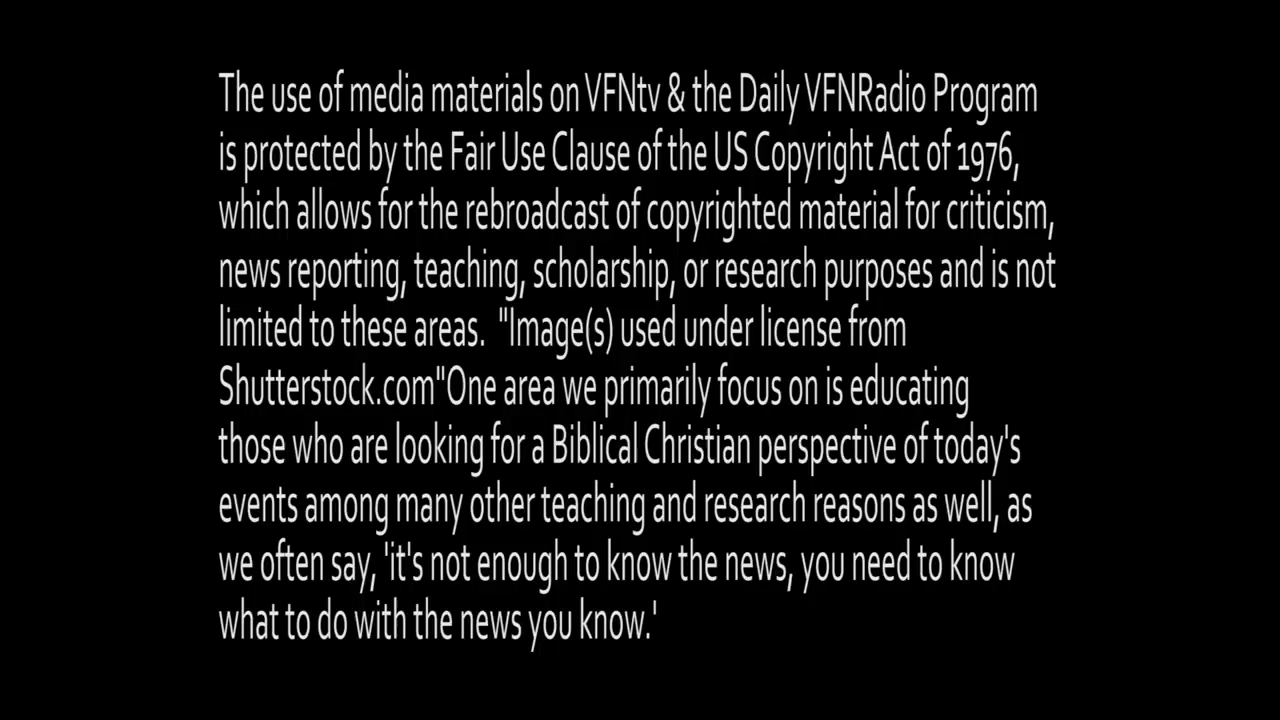 The use of media materials on VFNtv & the Daily VFNRadio Program
is protected by the Fair Use Clause of the US Copyright Act of 1976,
which allows for the rebroadcast of copyrighted material for criticism,
news reporting, teaching, scholarship, or research purposes and is not
limited to these areas. "Image(s) used under license from
Shutterstock.com"One area we primarily focus on is educating
those who are looking for a Biblical Christian perspective of today's
events among many other teaching and research reasons as well, as
we often say, 'it's not enough to know the news, you need to know
what to do with the news you know.'